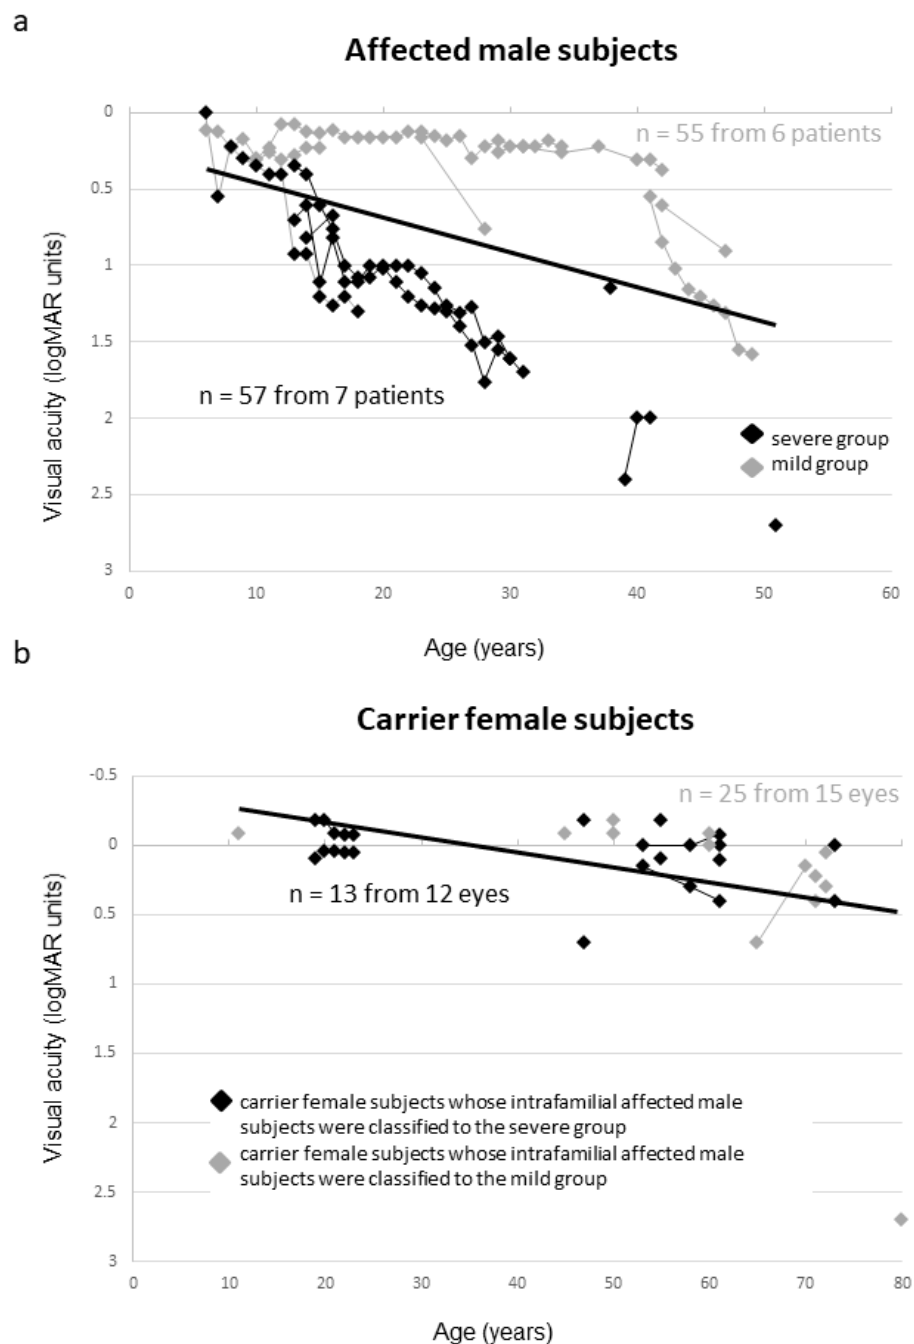 a
Affected male subjects
0
0.5
1
1.5
2
2.5
3
Visual acuity (logMAR units)
n = 55 from 6 patients
n = 57 from 7 patients
severe group
mild group
0 10 20 30 40 50 60
Age (years)
b
Carrier female subjects
-0.5
0
0.5
1
1.5
2
2.5
3
Visual acuity (logMAR units)
n = 25 from 15 eyes
n = 13 from 12 eyes
carrier female subjects whose intrafamilial affected male
subjects were classified to the severe group
carrier female subjects whose intrafamilial affected male
subjects were classified to the mild group
0 10 20 30 40 50 60 70 80
Age (years)